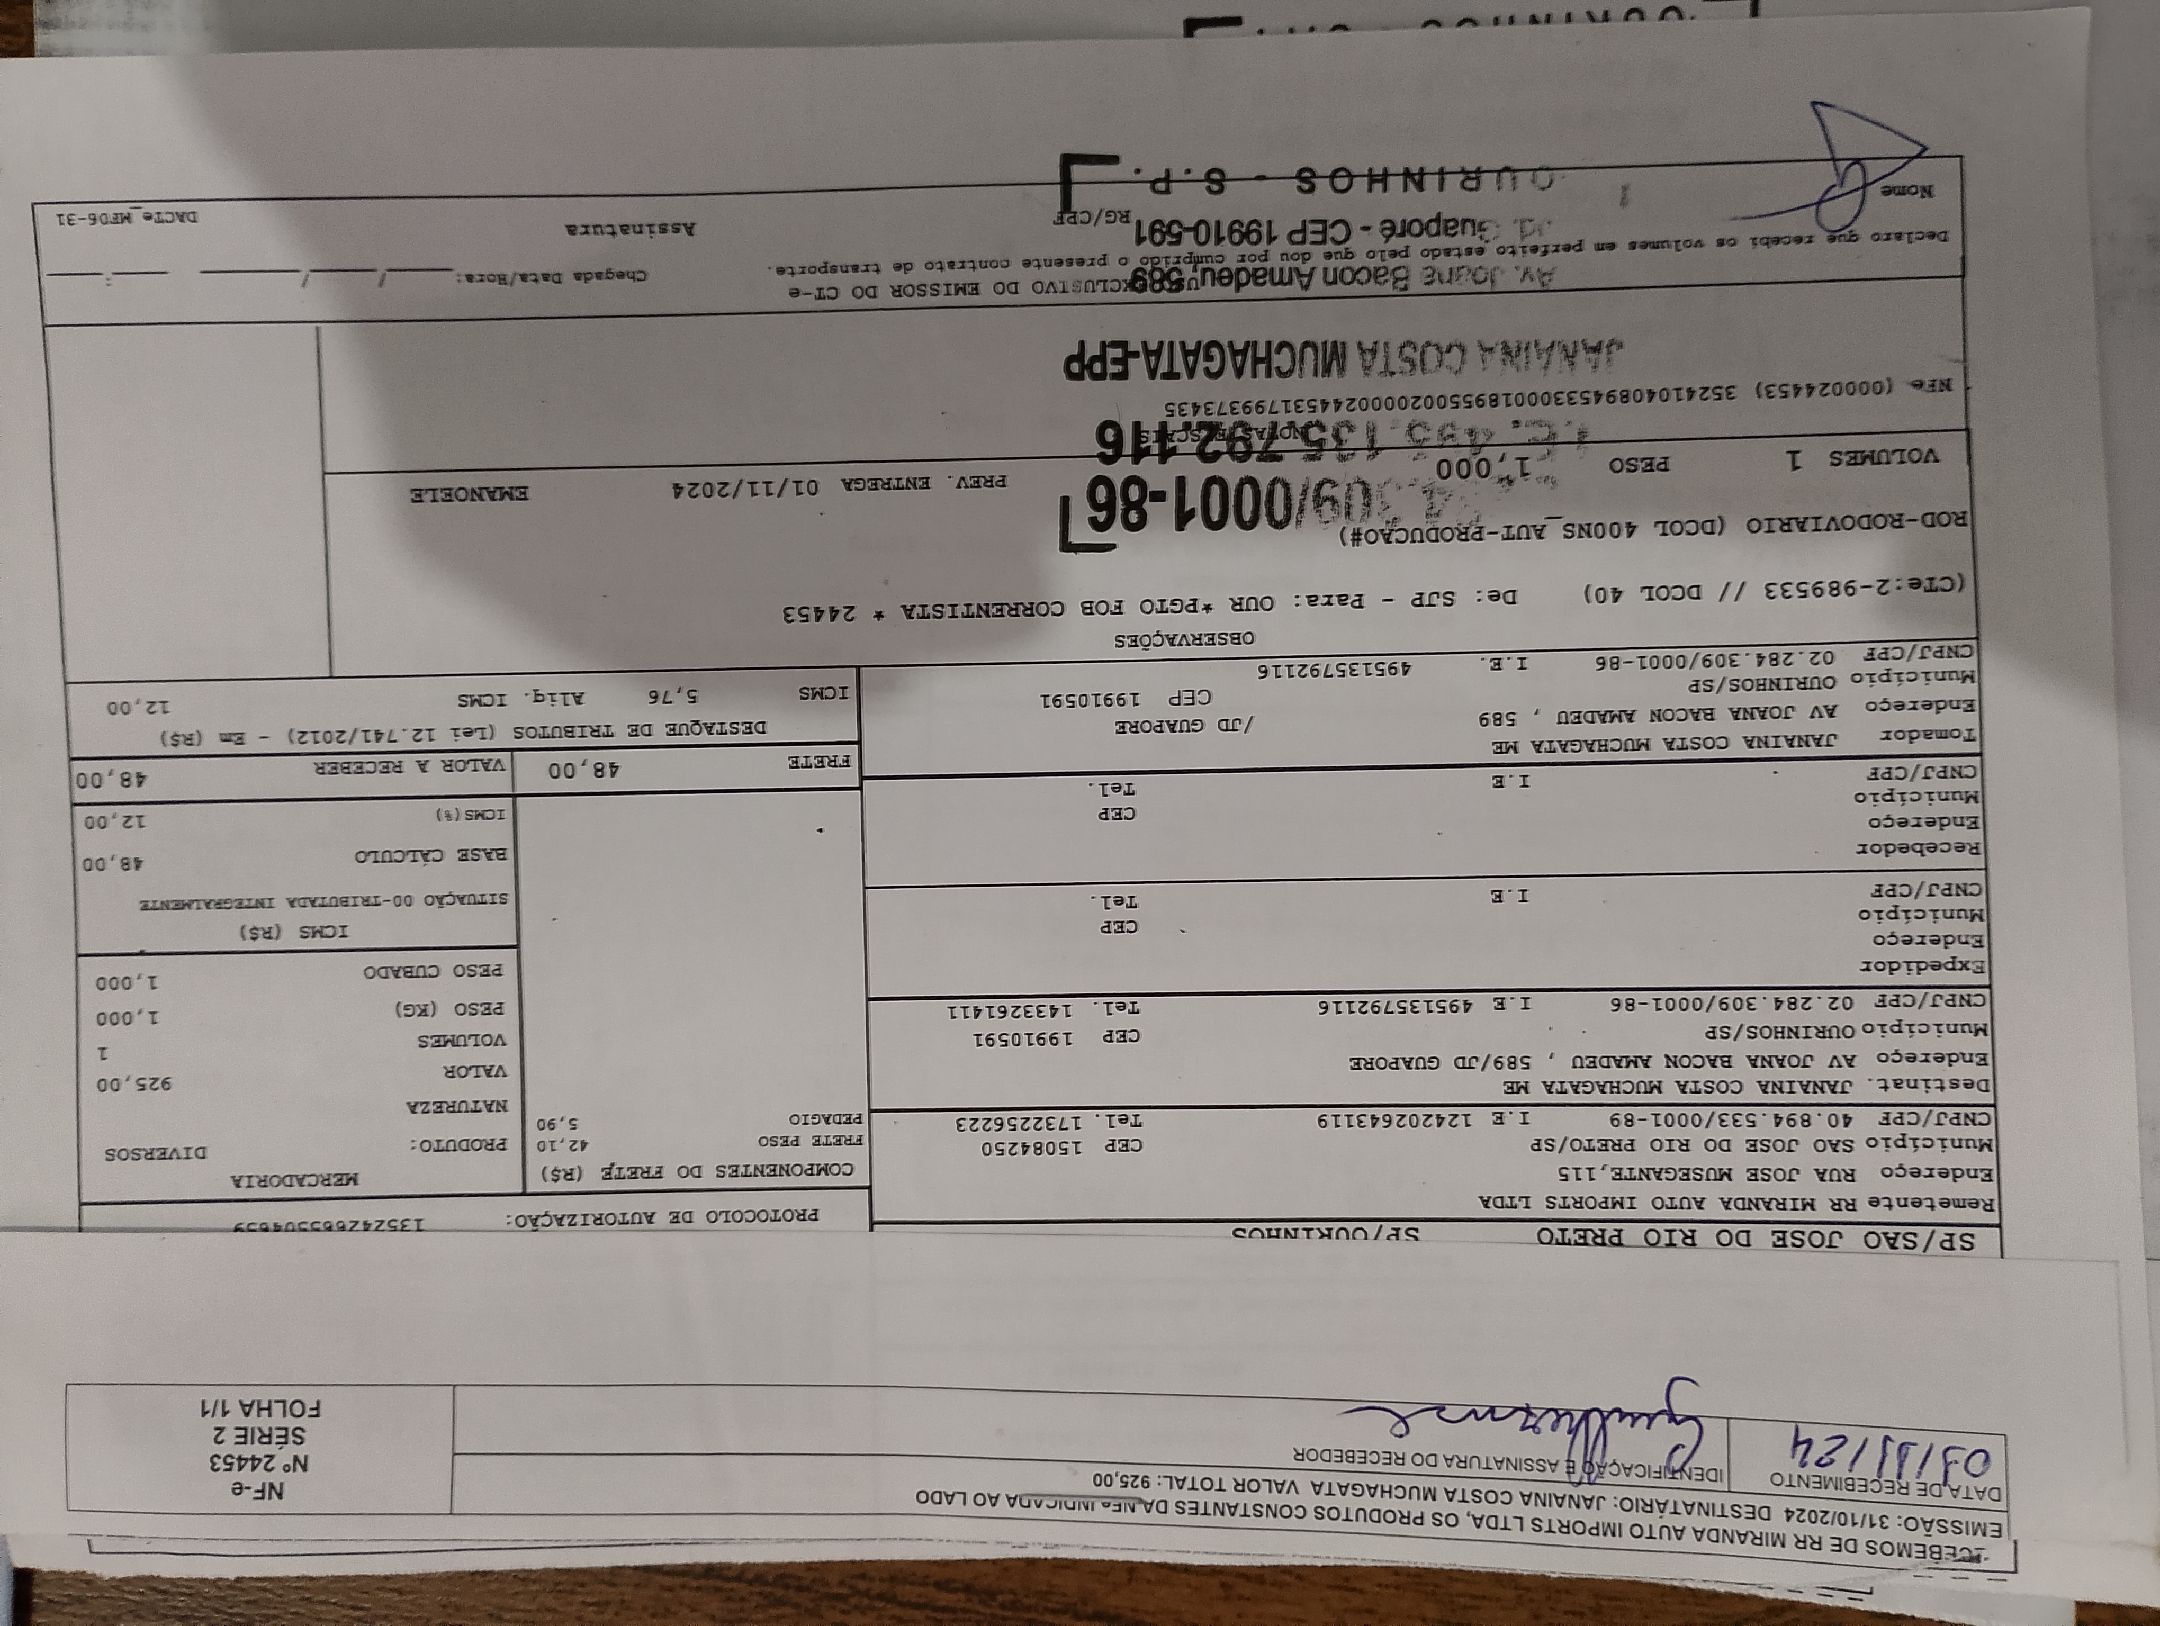 RECEBEMOS DE RR MIRANDA AUTO IMPORTS LTDA, OS PRODUTOS CONSTANTES DA NFe INDICADA AO LADO
EMISSÃO: 31/10/2024 DESTINATÁRIO: JANAINA COSTA MUCHAGATA VALOR TOTAL: 925,00
DATA DE RECEBIMENTO
IDENTIFICAÇÃO E ASSINATURA DO RECEBEDOR
Guilherme
NF-e
Nº 24453
SÉRIE 2
FOLHA 1/1
SP/SAO JOSE DO RIO PRETO SP/OURINHOS
Remetente RR MIRANDA AUTO IMPORTS LTDA
Endereço RUA JOSE MUSEGANTE,115
Município SAO JOSE DO RIO PRETO/SP CEP 15084250
CNPJ/CPF 40.894.533/0001-89 I.E 124202643119 Tel. 1732256223
Destinat. JANAINA COSTA MUCHAGATA ME
Endereço AV JOANA BACON AMADEU , 589/JD GUAPORE
Município OURINHOS/SP CEP 19910591
CNPJ/CPF 02.284.309/0001-86 I.E 495135792116 Tel. 1433261411
Expedidor
Endereço
Município CEP
CNPJ/CPF I.E Tel.
Recebedor
Endereço
Município CEP
CNPJ/CPF I.E Tel.
Tomador JANAINA COSTA MUCHAGATA ME
Endereço AV JOANA BACON AMADEU , 589 /JD GUAPORE
Município OURINHOS/SP CEP 19910591
CNPJ/CPF 02.284.309/0001-86 I.E. 495135792116
PROTOCOLO DE AUTORIZAÇÃO:
COMPONENTES DO FRETE (R$)
FRETE PESO 42,10
PEDAGIO 5,90
MERCADORIA
PRODUTO: DIVERSOS
NATUREZA
VALOR 925,00
VOLUMES 1
PESO (KG) 1,000
PESO CUBADO 1,000
ICMS (R$)
SITUAÇÃO 00-TRIBUTADA INTEGRALMENTE
BASE CÁLCULO 48,00
ICMS(%) 12,00
FRETE 48,00 VALOR A RECEBER 48,00
DESTAQUE DE TRIBUTOS (Lei 12.741/2012) - Em (R$)
ICMS 5,76 Aliq. ICMS 12,00
OBSERVAÇÕES
(CTe:2-989533 // DCOL 40) De: SJP - Para: OUR *PGTO FOB CORRENTISTA * 24453
ROD-RODOVIARIO (DCOL 400NS_AUT-PRODUCAO#)
VOLUMES 1 PESO 1,000 PREV. ENTREGA 01/11/2024 EMANOELE
NFe (000024453) 35241040894533000189550020000244531799373435
309/0001-86
135.792.116
JANAINA COSTA MUCHAGATA-EPP
Av. Joana Bacon Amadeu, 589
Jd. Guaporé - CEP 19910-591
OURINHOS - S.P.
USO EXCLUSIVO DO EMISSOR DO CT-e
Declaro que recebi os volumes em perfeito estado pelo que dou por cumprido o presente contrato de transporte.
Chegada Data/Hora: ____/____/____ __:__
Nome RG/CPF Assinatura
DACTe_MF06-31